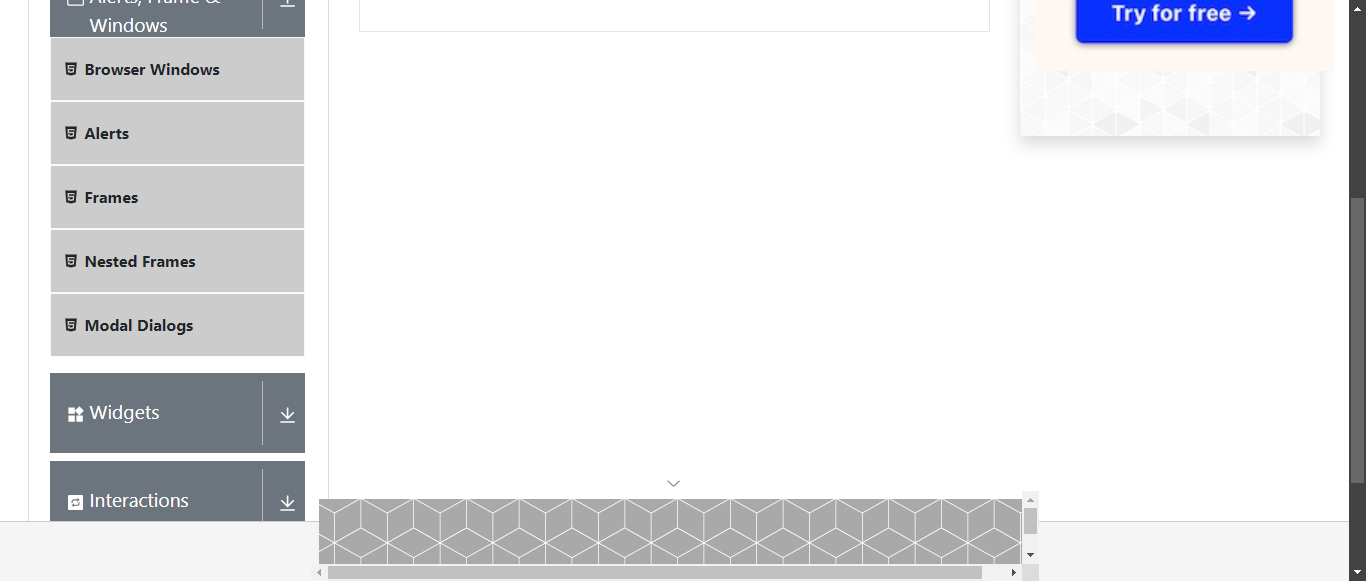 Alerts, Frame &
Windows
Browser Windows
Alerts
Frames
Nested Frames
Modal Dialogs
Widgets
Interactions
Try for free →